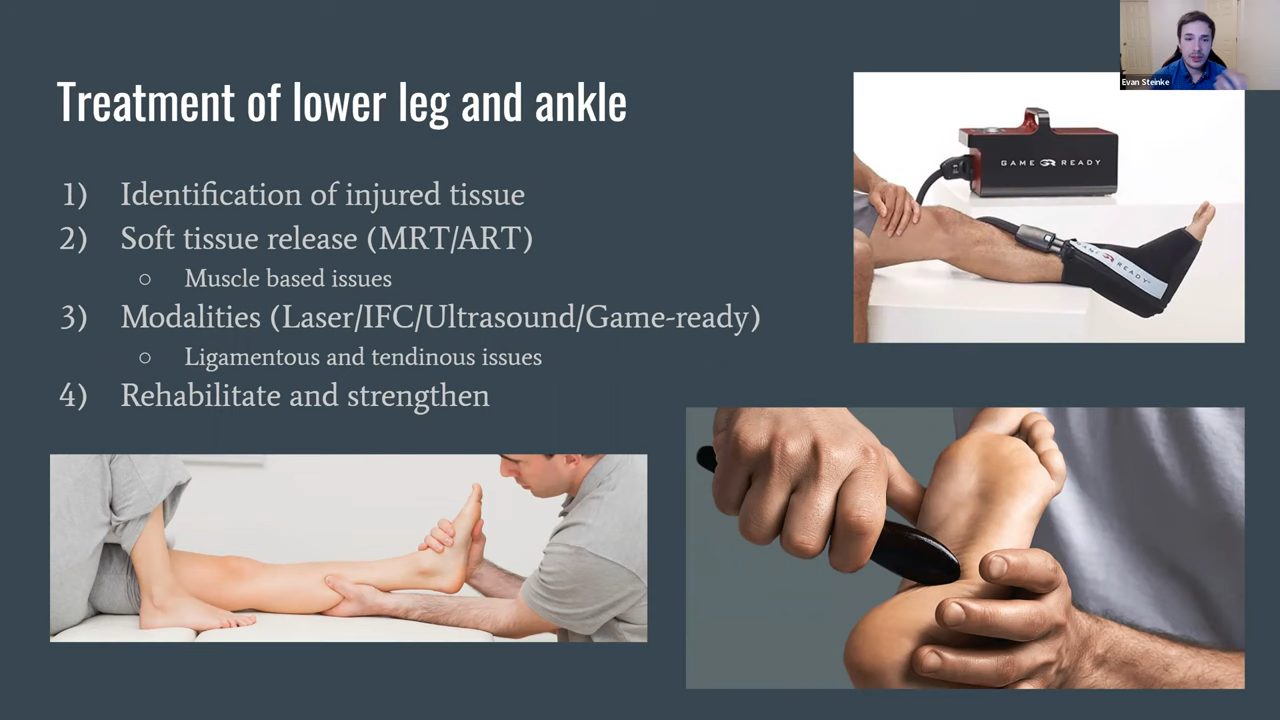 Evan Steinke
Treatment of lower leg and ankle
1) Identification of injured tissue
2) Soft tissue release (MRT/ART)
○ Muscle based issues
3) Modalities (Laser/IFC/Ultrasound/Game-ready)
○ Ligamentous and tendinous issues
4) Rehabilitate and strengthen
GAME READY
GAME READY